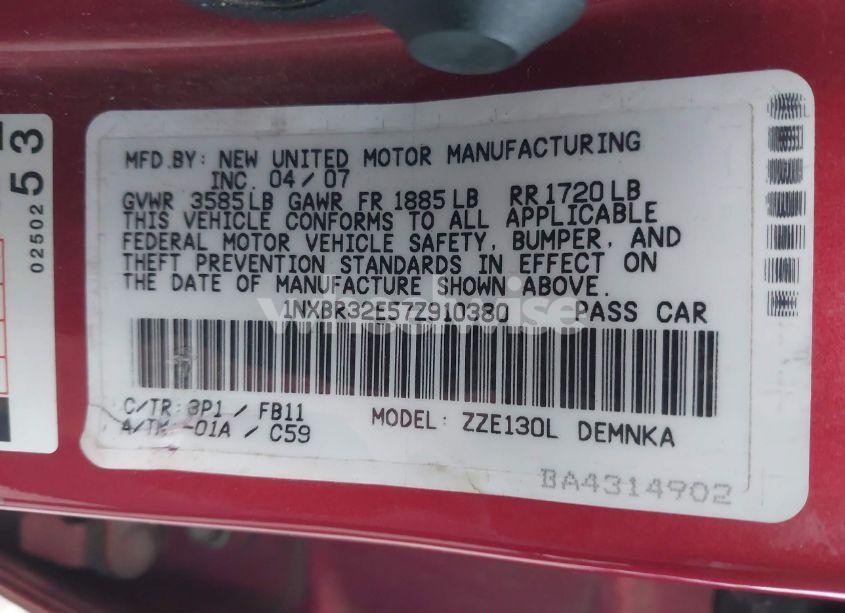 MFD.BY: NEW UNITED MOTOR MANUFACTURING
INC. 04/07
GVWR 3585LB GAWR FR 1885LB RR1720LB
THIS VEHICLE CONFORMS TO ALL APPLICABLE
FEDERAL MOTOR VEHICLE SAFETY, BUMPER, AND
THEFT PREVENTION STANDARDS IN EFFECT ON
THE DATE OF MANUFACTURE SHOWN ABOVE.
1NXBR32E57Z910380 PASS CAR
C/TR: 3P1 / FB11 MODEL: ZZE130L DEMNKA
-01A / C59
BA4314902
02502
53